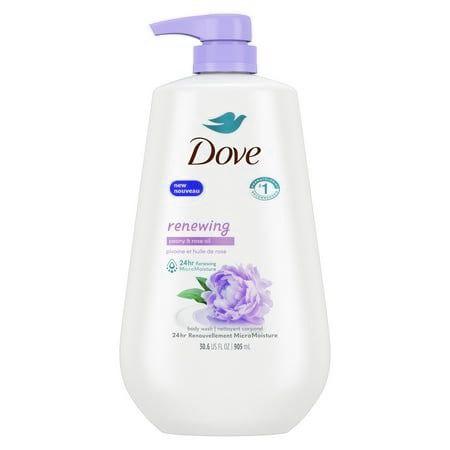 Dove
new
nouveau
#1
renewing
peony & rose oil
pivoine et huile de rose
24hr Renewing
MicroMoisture
body wash | nettoyant corporel
24hr Renouvellement MicroMoisture
30.6 US FL OZ | 905 mL